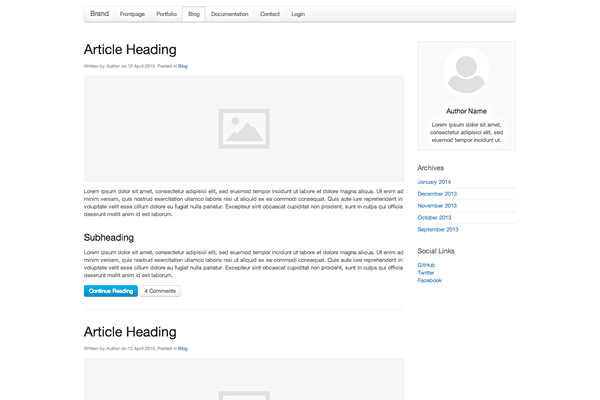 Brand Frontpage Portfolio Blog Documentation Contact Login
Article Heading
Written by Author on 12 April 2013. Posted in Blog
Lorem ipsum dolor sit amet, consectetur adipisici elit, sed eiusmod tempor incidunt ut labore et dolore magna aliqua. Ut enim ad
minim veniam, quis nostrud exercitation ullamco laboris nisi ut aliquid ex ea commodi consequat. Quis aute iure reprehenderit in
voluptate velit esse cillum dolore eu fugiat nulla pariatur. Excepteur sint obcaecat cupiditat non proident, sunt in culpa qui officia
deserunt mollit anim id est laborum.
Subheading
Lorem ipsum dolor sit amet, consectetur adipisici elit, sed eiusmod tempor incidunt ut labore et dolore magna aliqua. Ut enim ad
minim veniam, quis nostrud exercitation ullamco laboris nisi ut aliquid ex ea commodi consequat. Quis aute iure reprehenderit in
voluptate velit esse cillum dolore eu fugiat nulla pariatur. Excepteur sint obcaecat cupiditat non proident, sunt in culpa qui officia
deserunt mollit anim id est laborum.
Continue Reading 4 Comments
Article Heading
Written by Author on 12 April 2013. Posted in Blog
Author Name
Lorem ipsum dolor sit amet,
consectetur adipisici elit, sed
eiusmod tempor incidunt ut.
Archives
January 2014
December 2013
November 2013
October 2013
September 2013
Social Links
GitHub
Twitter
Facebook